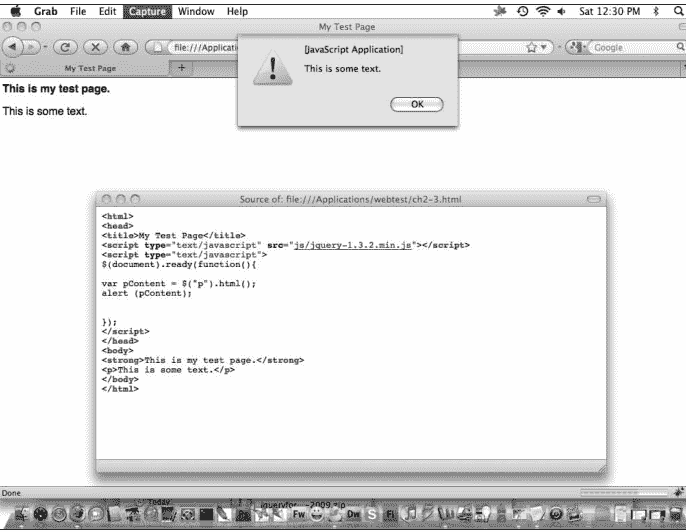 Grab File Edit Capture Window Help Sat 12:30 PM
My Test Page
file:///Applicati Google
My Test Page +
[JavaScript Application]
This is some text.
OK
This is my test page.
This is some text.
Source of: file:///Applications/webtest/ch2-3.html
<html>
<head>
<title>My Test Page</title>
<script type="text/javascript" src="js/jquery-1.3.2.min.js"></script>
<script type="text/javascript">
$(document).ready(function(){
var pContent = $("p").html();
alert (pContent);
});
</script>
</head>
<body>
<strong>This is my test page.</strong>
<p>This is some text.</p>
</body>
</html>
Done
Fw Dw S Fl